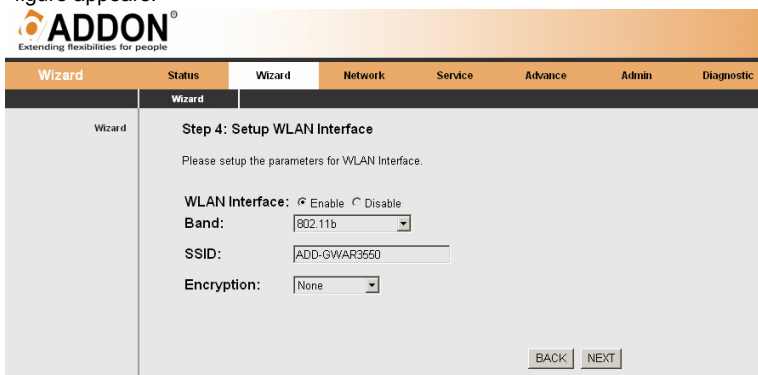 figure appears.
ADDON®
Extending flexibilities for people
Wizard Status Wizard Network Service Advance Admin Diagnostic
Wizard
Wizard
Step 4: Setup WLAN Interface
Please setup the parameters for WLAN Interface.
WLAN Interface: Enable Disable
Band: 802.11b
SSID: ADD-GWAR3550
Encryption: None
BACK NEXT